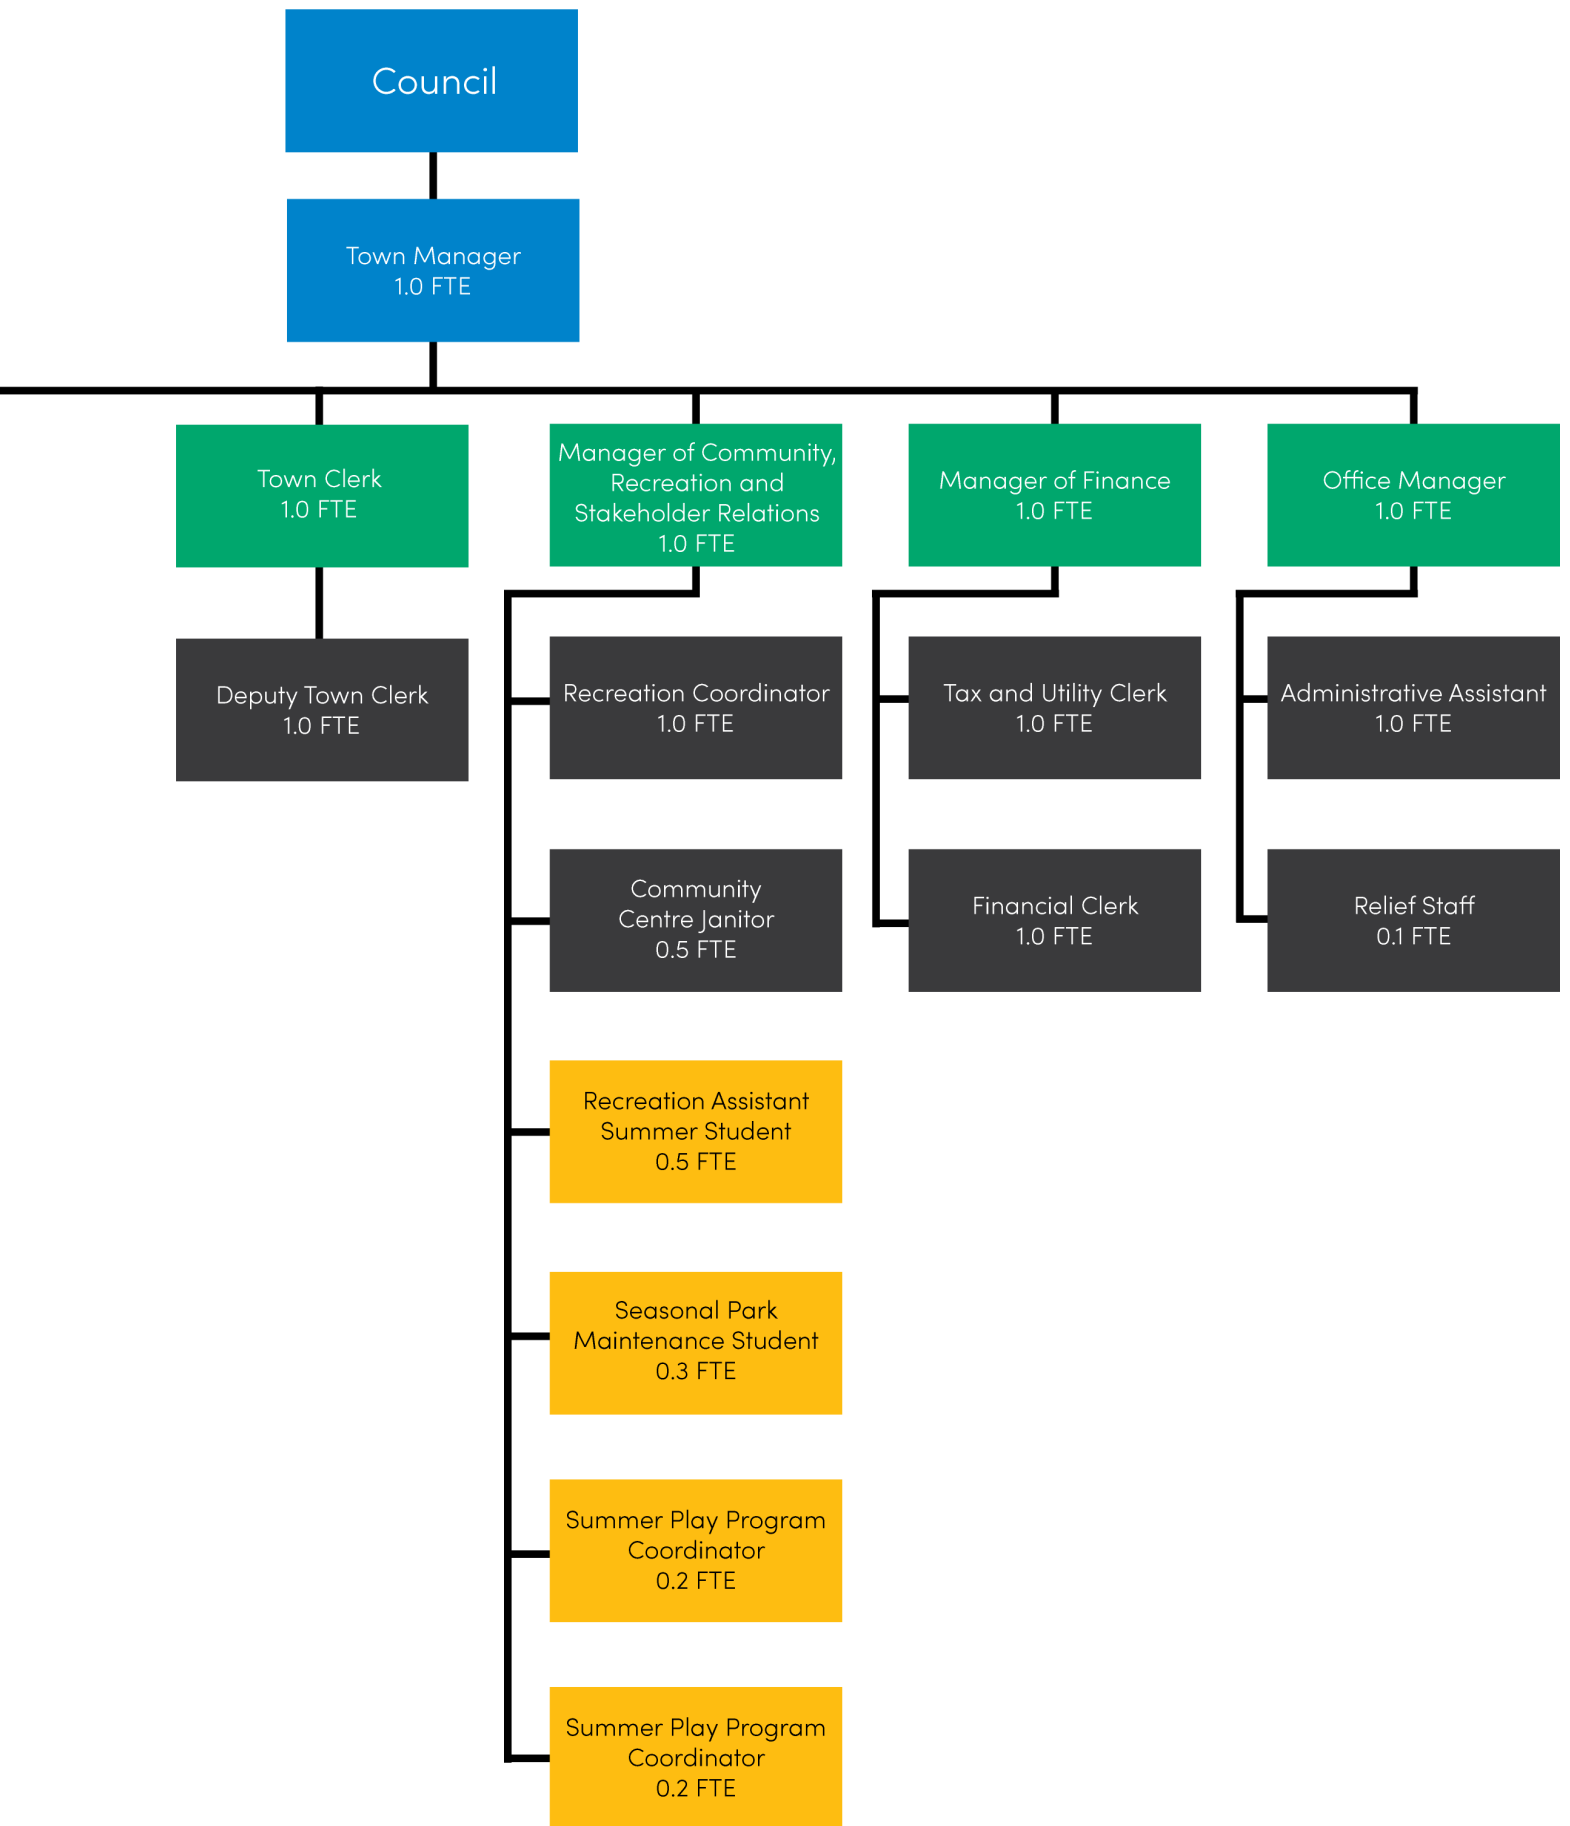 Council
Town Manager
1.0 FTE
Town Clerk
1.0 FTE
Deputy Town Clerk
1.0 FTE
Manager of Community,
Recreation and
Stakeholder Relations
1.0 FTE
Recreation Coordinator
1.0 FTE
Community
Centre Janitor
0.5 FTE
Recreation Assistant
Summer Student
0.5 FTE
Seasonal Park
Maintenance Student
0.3 FTE
Summer Play Program
Coordinator
0.2 FTE
Summer Play Program
Coordinator
0.2 FTE
Manager of Finance
1.0 FTE
Tax and Utility Clerk
1.0 FTE
Financial Clerk
1.0 FTE
Office Manager
1.0 FTE
Administrative Assistant
1.0 FTE
Relief Staff
0.1 FTE